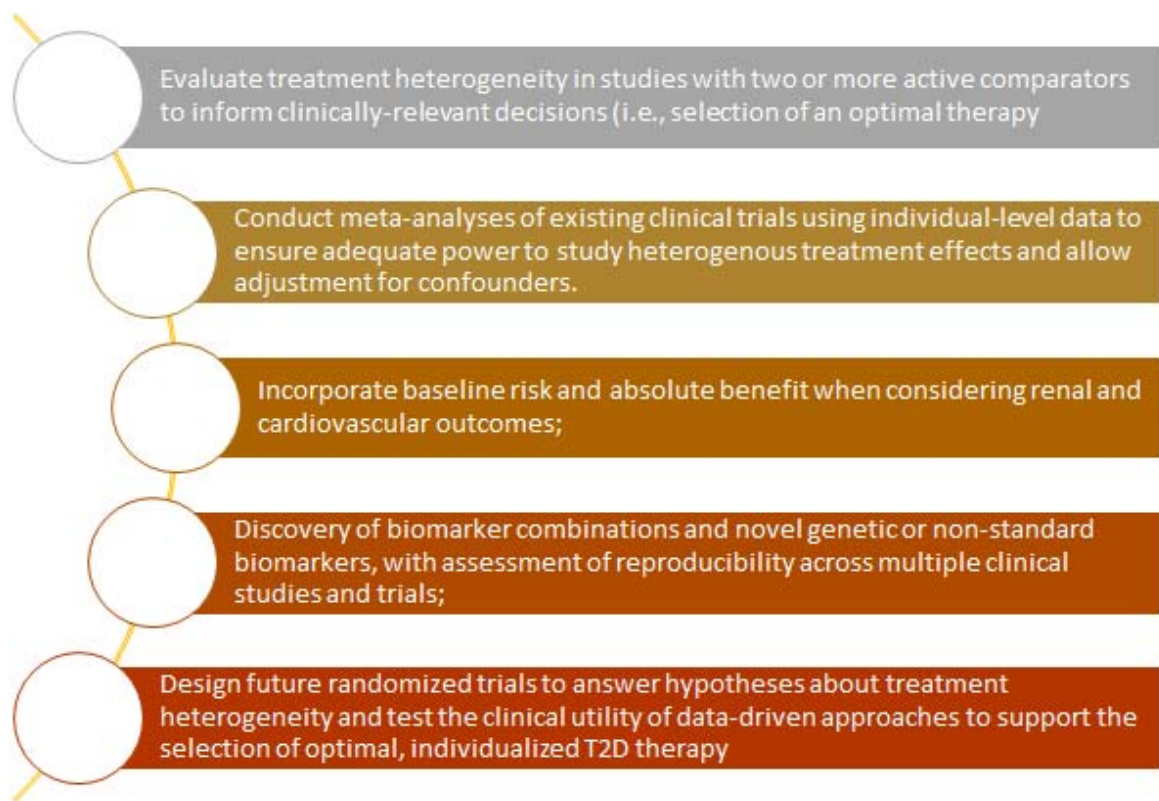 Evaluate treatment heterogeneity in studies with two or more active comparators
to inform clinically-relevant decisions (i.e., selection of an optimal therapy
Conduct meta-analyses of existing clinical trials using individual-level data to
ensure adequate power to study heterogenous treatment effects and allow
adjustment for confounders.
Incorporate baseline risk and absolute benefit when considering renal and
cardiovascular outcomes;
Discovery of biomarker combinations and novel genetic or non-standard
biomarkers, with assessment of reproducibility across multiple clinical
studies and trials;
Design future randomized trials to answer hypotheses about treatment
heterogeneity and test the clinical utility of data-driven approaches to support the
selection of optimal, individualized T2D therapy